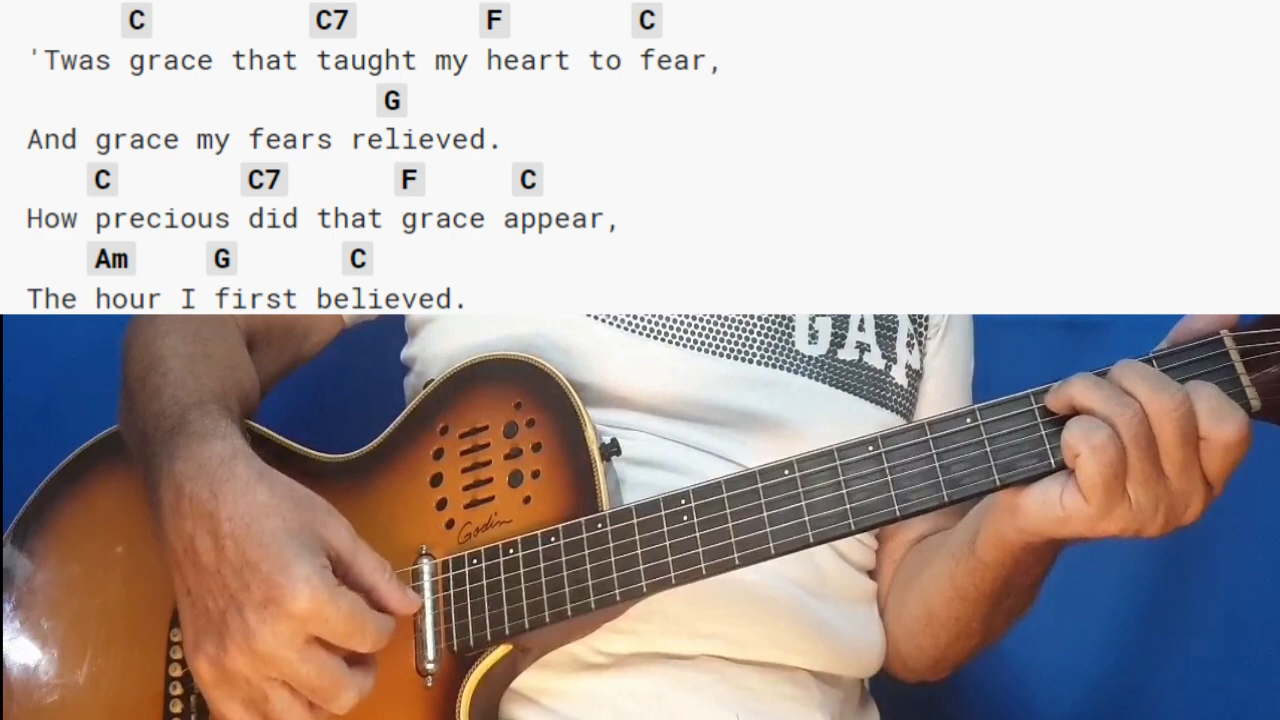 C C7 F C
'Twas grace that taught my heart to fear,
G
And grace my fears relieved.
C C7 F C
How precious did that grace appear,
Am G C
The hour I first believed.
GAP
Godin